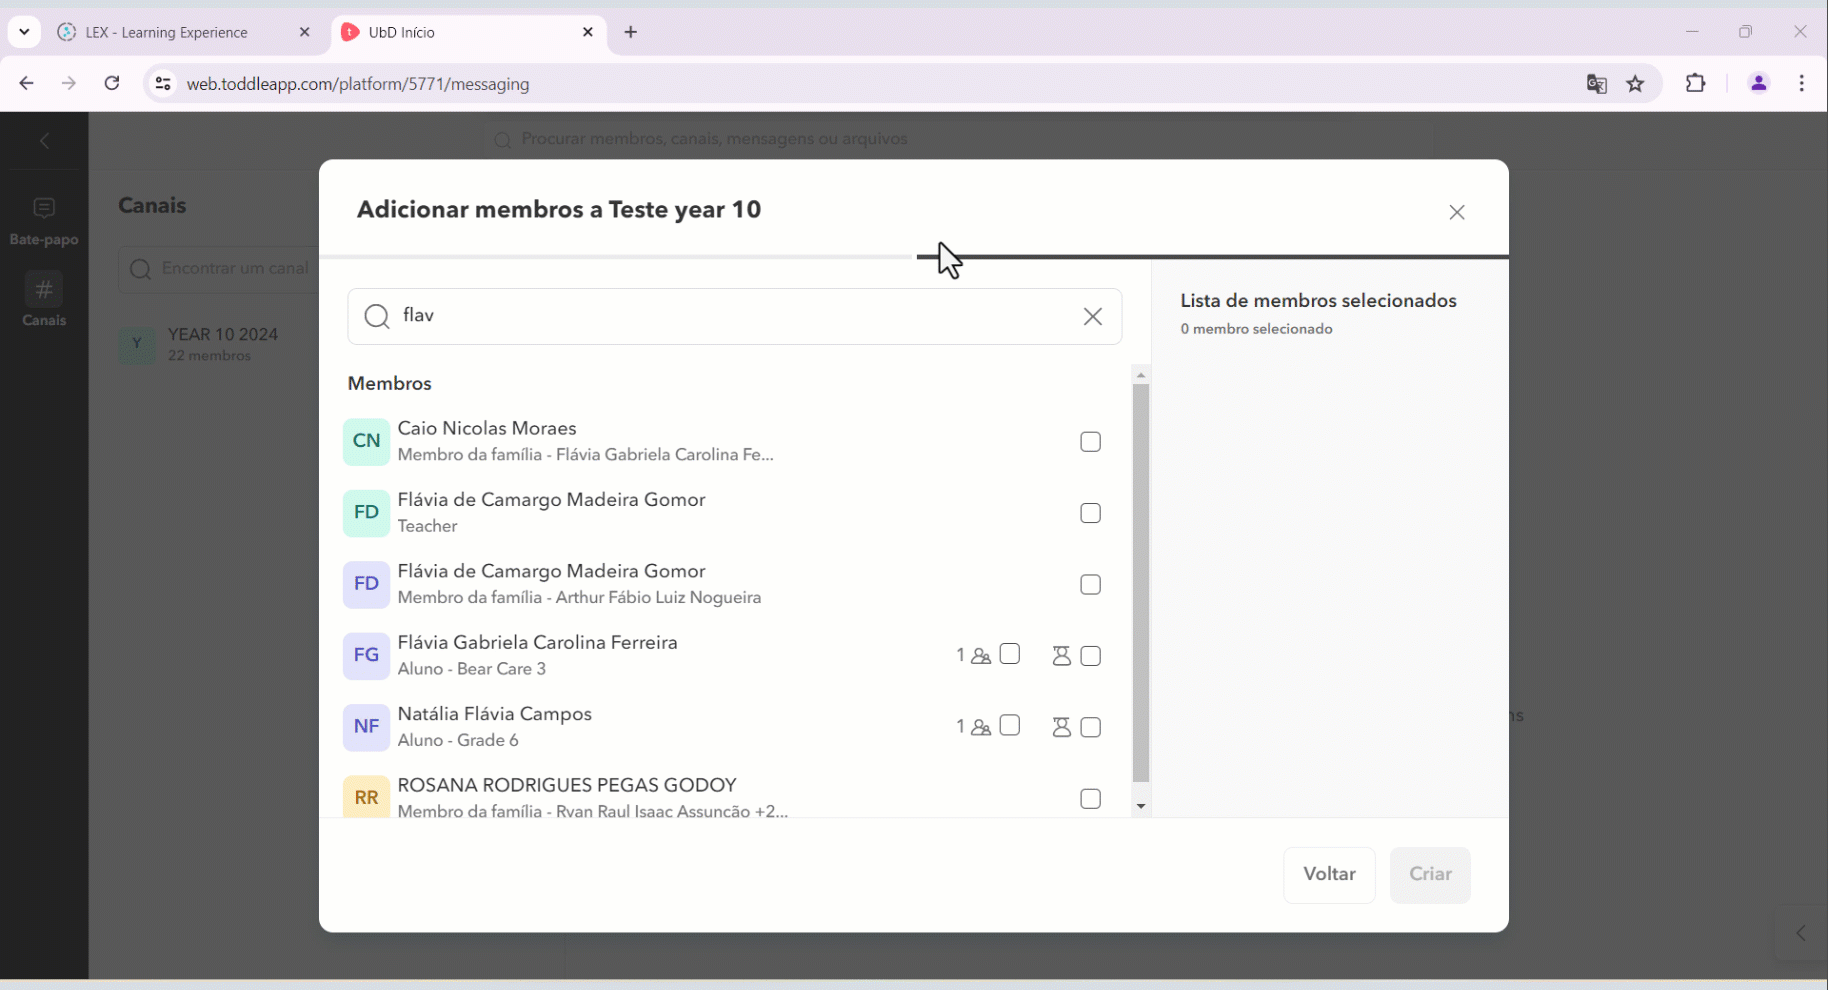 LEX - Learning Experience
UbD Início
web.toddleapp.com/platform/5771/messaging
Procurar membros, canais, mensagens ou arquivos
Bate-papo
Canais
Canais
Encontrar um canal
Y
YEAR 10 2024
22 membros
Adicionar membros a Teste year 10
flav
Membros
CN
Caio Nicolas Moraes
Membro da família - Flávia Gabriela Carolina Fe...
FD
Flávia de Camargo Madeira Gomor
Teacher
FD
Flávia de Camargo Madeira Gomor
Membro da família - Arthur Fábio Luiz Nogueira
FG
Flávia Gabriela Carolina Ferreira
Aluno - Bear Care 3
1
NF
Natália Flávia Campos
Aluno - Grade 6
1
RR
ROSANA RODRIGUES PEGAS GODOY
Membro da família - Ryan Raul Isaac Assunção +2...
Lista de membros selecionados
0 membro selecionado
Voltar
Criar